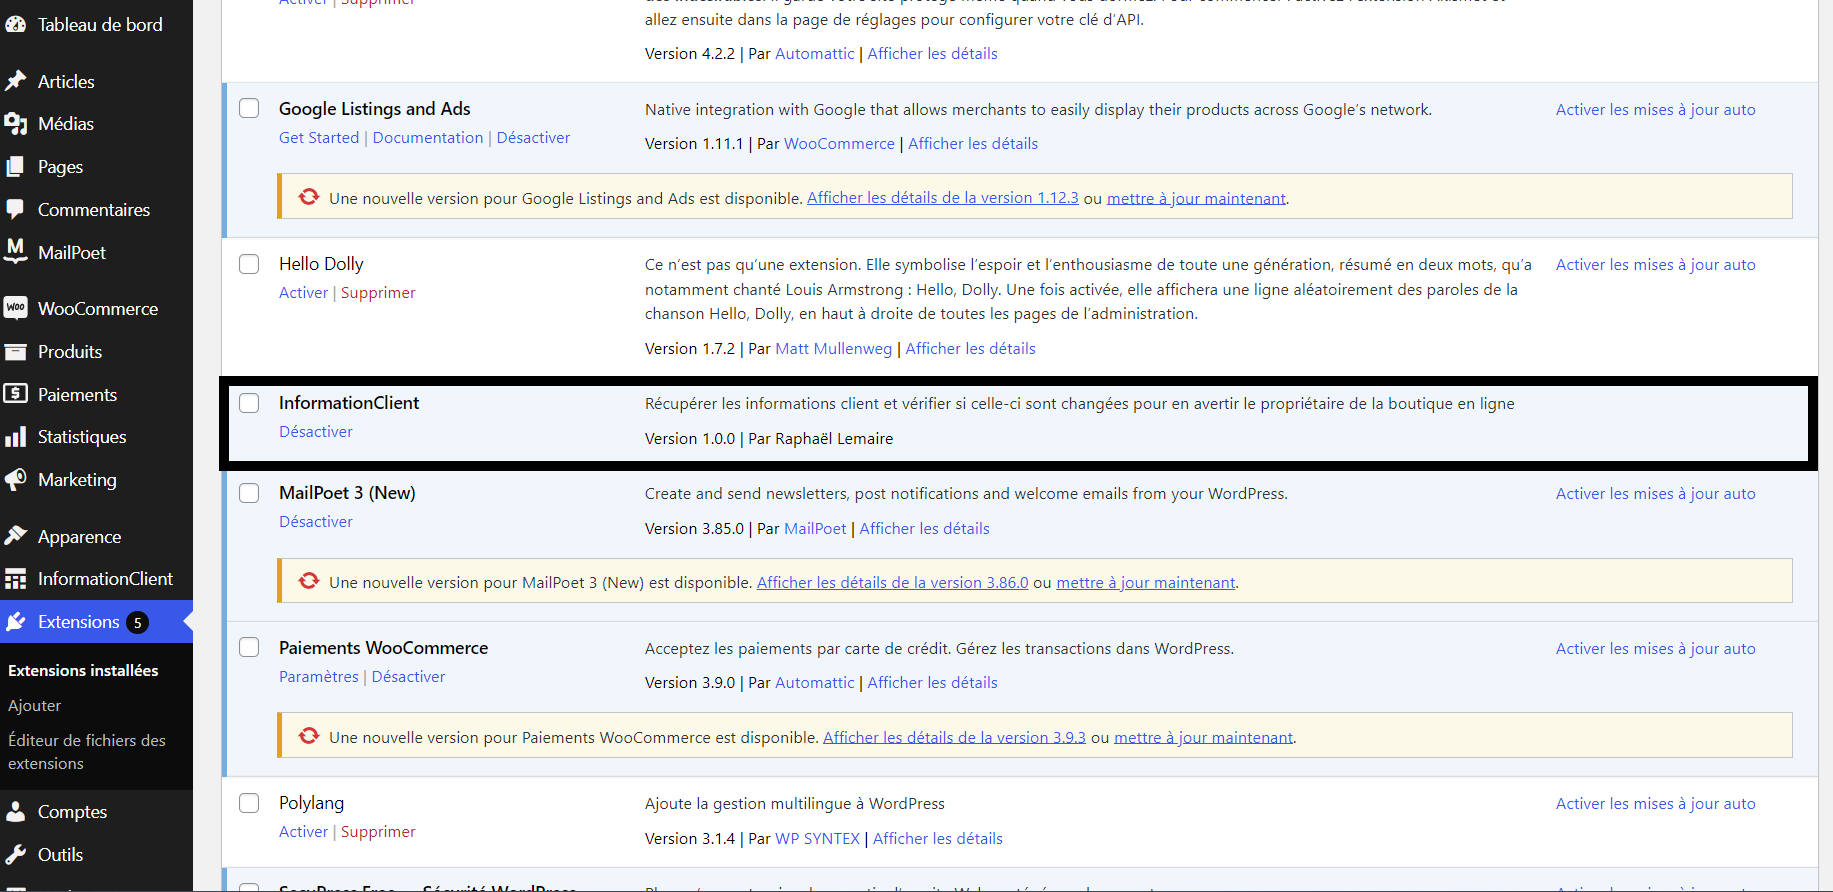 Tableau de bord
Articles
Médias
Pages
Commentaires
MailPoet
WooCommerce
Produits
Paiements
Statistiques
Marketing
Apparence
InformationClient
Extensions 5
Extensions installées
Ajouter
Éditeur de fichiers des
extensions
Comptes
Outils
Activer | Supprimer
allez ensuite dans la page de réglages pour configurer votre clé d’API.
Version 4.2.2 | Par Automattic | Afficher les détails
Google Listings and Ads
Get Started | Documentation | Désactiver
Native integration with Google that allows merchants to easily display their products across Google’s network.
Version 1.11.1 | Par WooCommerce | Afficher les détails
Activer les mises à jour auto
Une nouvelle version pour Google Listings and Ads est disponible. Afficher les détails de la version 1.12.3 ou mettre à jour maintenant.
Hello Dolly
Activer | Supprimer
Ce n’est pas qu’une extension. Elle symbolise l’espoir et l’enthousiasme de toute une génération, résumé en deux mots, qu’a
notamment chanté Louis Armstrong : Hello, Dolly. Une fois activée, elle affichera une ligne aléatoirement des paroles de la
chanson Hello, Dolly, en haut à droite de toutes les pages de l’administration.
Version 1.7.2 | Par Matt Mullenweg | Afficher les détails
Activer les mises à jour auto
InformationClient
Désactiver
Récupérer les informations client et vérifier si celle-ci sont changées pour en avertir le propriétaire de la boutique en ligne
Version 1.0.0 | Par Raphaël Lemaire
MailPoet 3 (New)
Désactiver
Create and send newsletters, post notifications and welcome emails from your WordPress.
Version 3.85.0 | Par MailPoet | Afficher les détails
Activer les mises à jour auto
Une nouvelle version pour MailPoet 3 (New) est disponible. Afficher les détails de la version 3.86.0 ou mettre à jour maintenant.
Paiements WooCommerce
Paramètres | Désactiver
Acceptez les paiements par carte de crédit. Gérez les transactions dans WordPress.
Version 3.9.0 | Par Automattic | Afficher les détails
Activer les mises à jour auto
Une nouvelle version pour Paiements WooCommerce est disponible. Afficher les détails de la version 3.9.3 ou mettre à jour maintenant.
Polylang
Activer | Supprimer
Ajoute la gestion multilingue à WordPress
Version 3.1.4 | Par WP SYNTEX | Afficher les détails
Activer les mises à jour auto